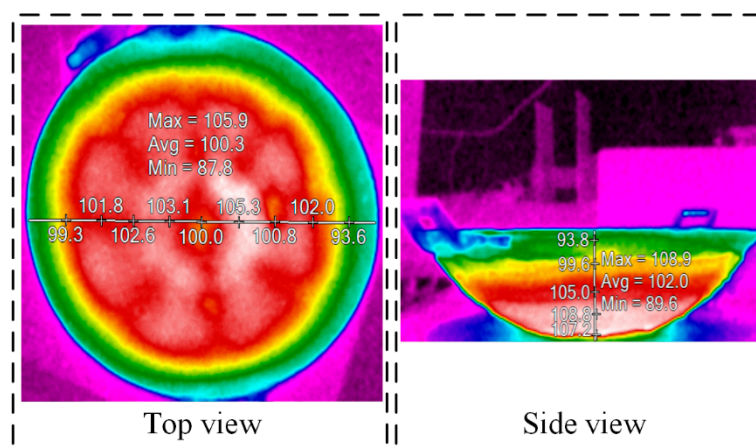 Max = 105.9
Avg = 100.3
Min = 87.8
101.8 103.1 105.3 102.0
99.3 102.6 100.0 100.8 93.6
Top view
93.8
99.6
105.0
108.8
107.2
Max = 108.9
Avg = 102.0
Min = 89.6
Side view